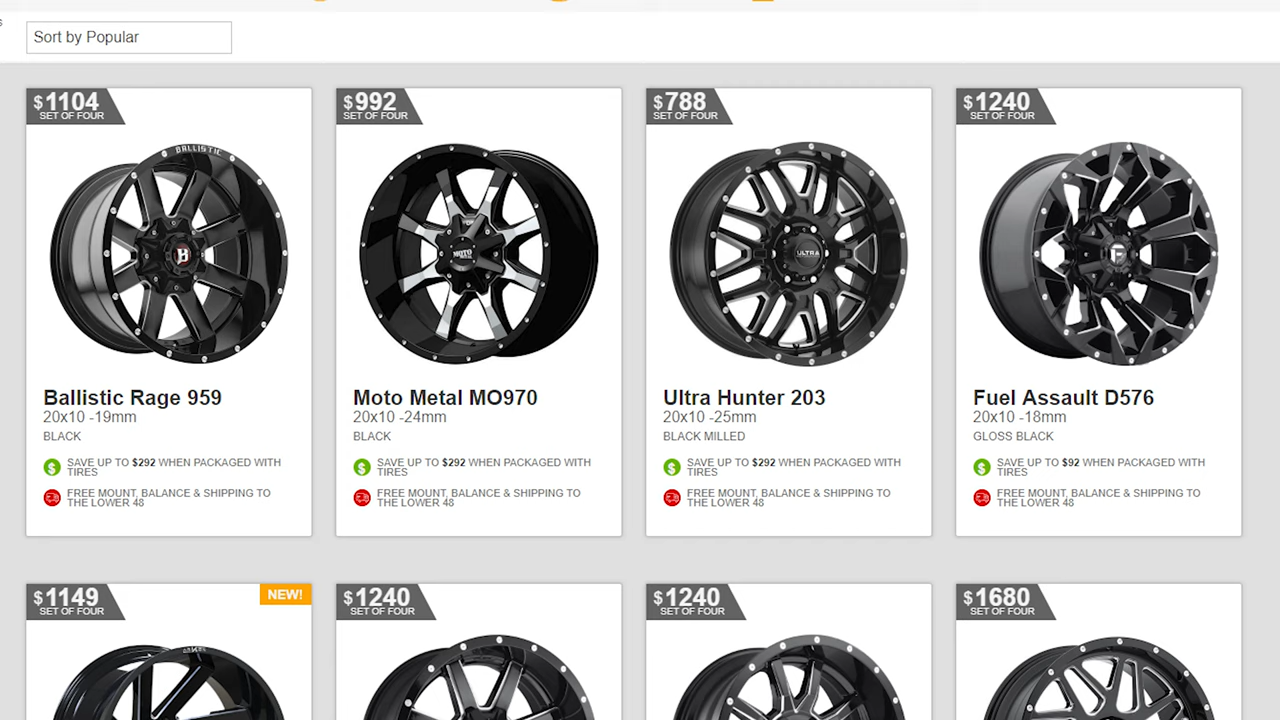 Sort by Popular
$1104
SET OF FOUR
BALLISTIC
B
Ballistic Rage 959
20x10 -19mm
BLACK
SAVE UP TO $292 WHEN PACKAGED WITH
TIRES
FREE MOUNT, BALANCE & SHIPPING TO
THE LOWER 48
$992
SET OF FOUR
MOTO
Moto Metal MO970
20x10 -24mm
BLACK
SAVE UP TO $292 WHEN PACKAGED WITH
TIRES
FREE MOUNT, BALANCE & SHIPPING TO
THE LOWER 48
$788
SET OF FOUR
ULTRA
Ultra Hunter 203
20x10 -25mm
BLACK MILLED
SAVE UP TO $292 WHEN PACKAGED WITH
TIRES
FREE MOUNT, BALANCE & SHIPPING TO
THE LOWER 48
$1240
SET OF FOUR
F
Fuel Assault D576
20x10 -18mm
GLOSS BLACK
SAVE UP TO $92 WHEN PACKAGED WITH
TIRES
FREE MOUNT, BALANCE & SHIPPING TO
THE LOWER 48
$1149
SET OF FOUR
NEW!
$1240
SET OF FOUR
$1240
SET OF FOUR
$1680
SET OF FOUR